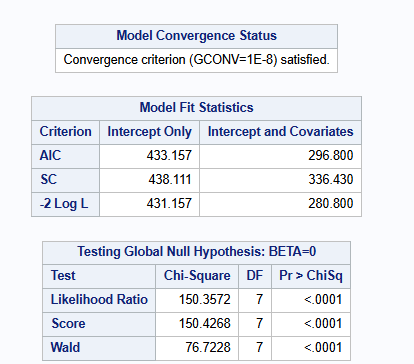 Model Convergence Status
Convergence criterion (GCONV=1E-8) satisfied.
Model Fit Statistics
Criterion Intercept Only Intercept and Covariates
AIC 433.157 296.800
SC 438.111 336.430
-2 Log L 431.157 280.800
Testing Global Null Hypothesis: BETA=0
Test Chi-Square DF Pr > ChiSq
Likelihood Ratio 150.3572 7 <.0001
Score 150.4268 7 <.0001
Wald 76.7228 7 <.0001